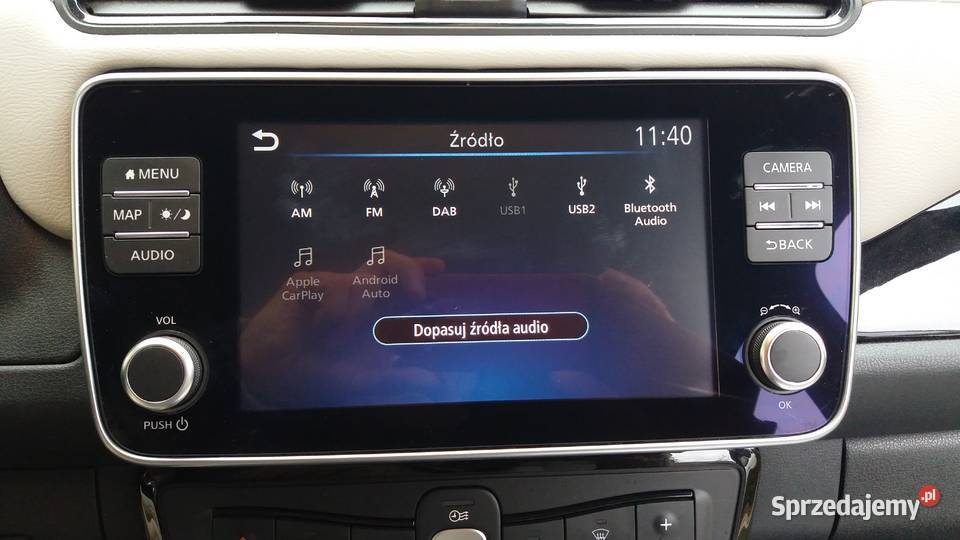 Źródło 11:40
AM FM DAB USB1 USB2 Bluetooth
Audio
Apple
CarPlay
Android
Auto
Dopasuj źródła audio
MENU
MAP
AUDIO
VOL
PUSH
CAMERA
BACK
OK
+
Sprzedajemy.pl